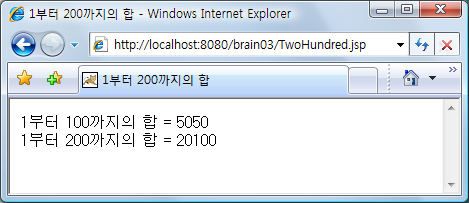 1부터 200까지의 합 - Windows Internet Explorer
http://localhost:8080/brain03/TwoHundred.jsp
1부터 200까지의 합
1부터 100까지의 합 = 5050
1부터 200까지의 합 = 20100